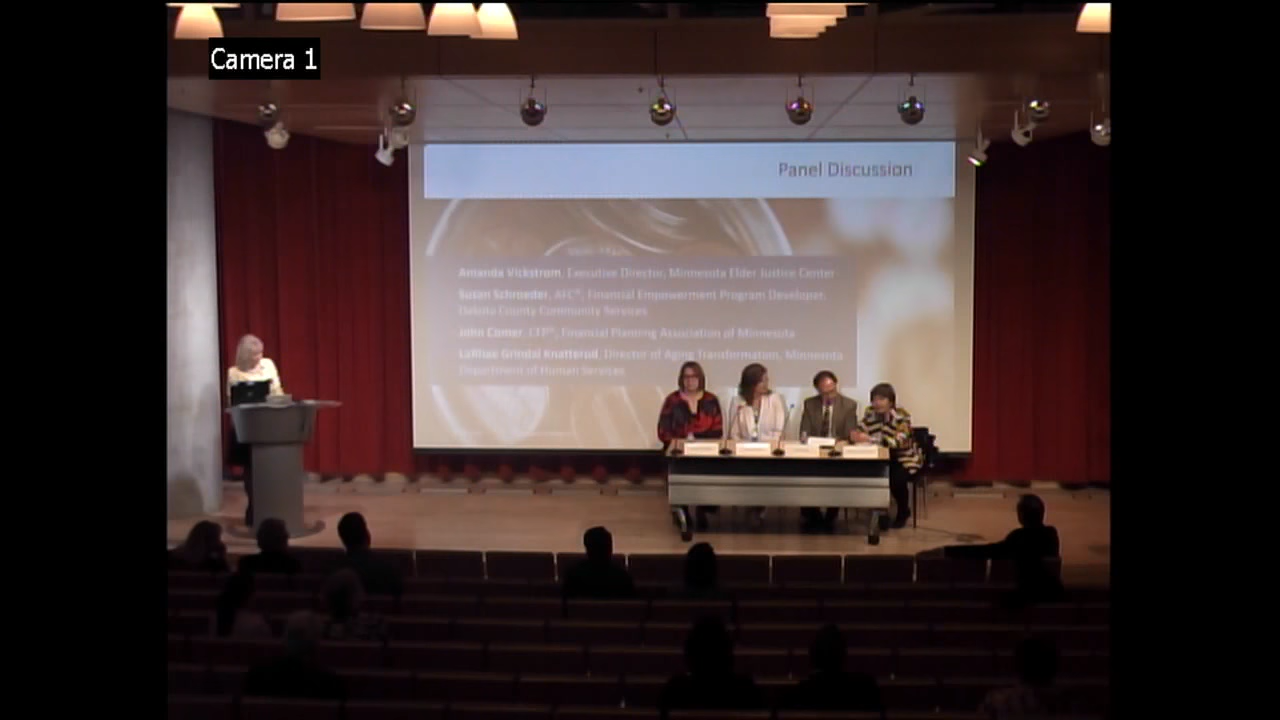 Camera 1
Panel Discussion
Amanda Vickstrom, Executive Director, Minnesota Elder Justice Center
Susan Schroeder, AFC®, Financial Empowerment Program Developer,
Dakota County Community Services
John Comer, CFP®, Financial Planning Association of Minnesota
LaRhae Grindal Knatterud, Director of Aging Transformation, Minnesota
Department of Human Services